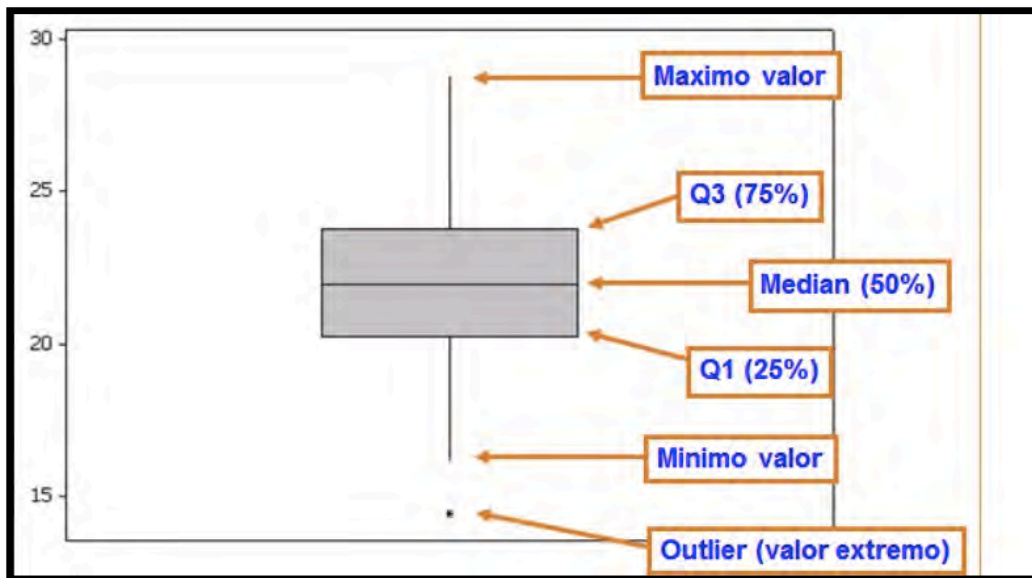 30
Maximo valor
25
Q3 (75%)
Median (50%)
20
Q1 (25%)
Minimo valor
15
Outlier (valor extremo)